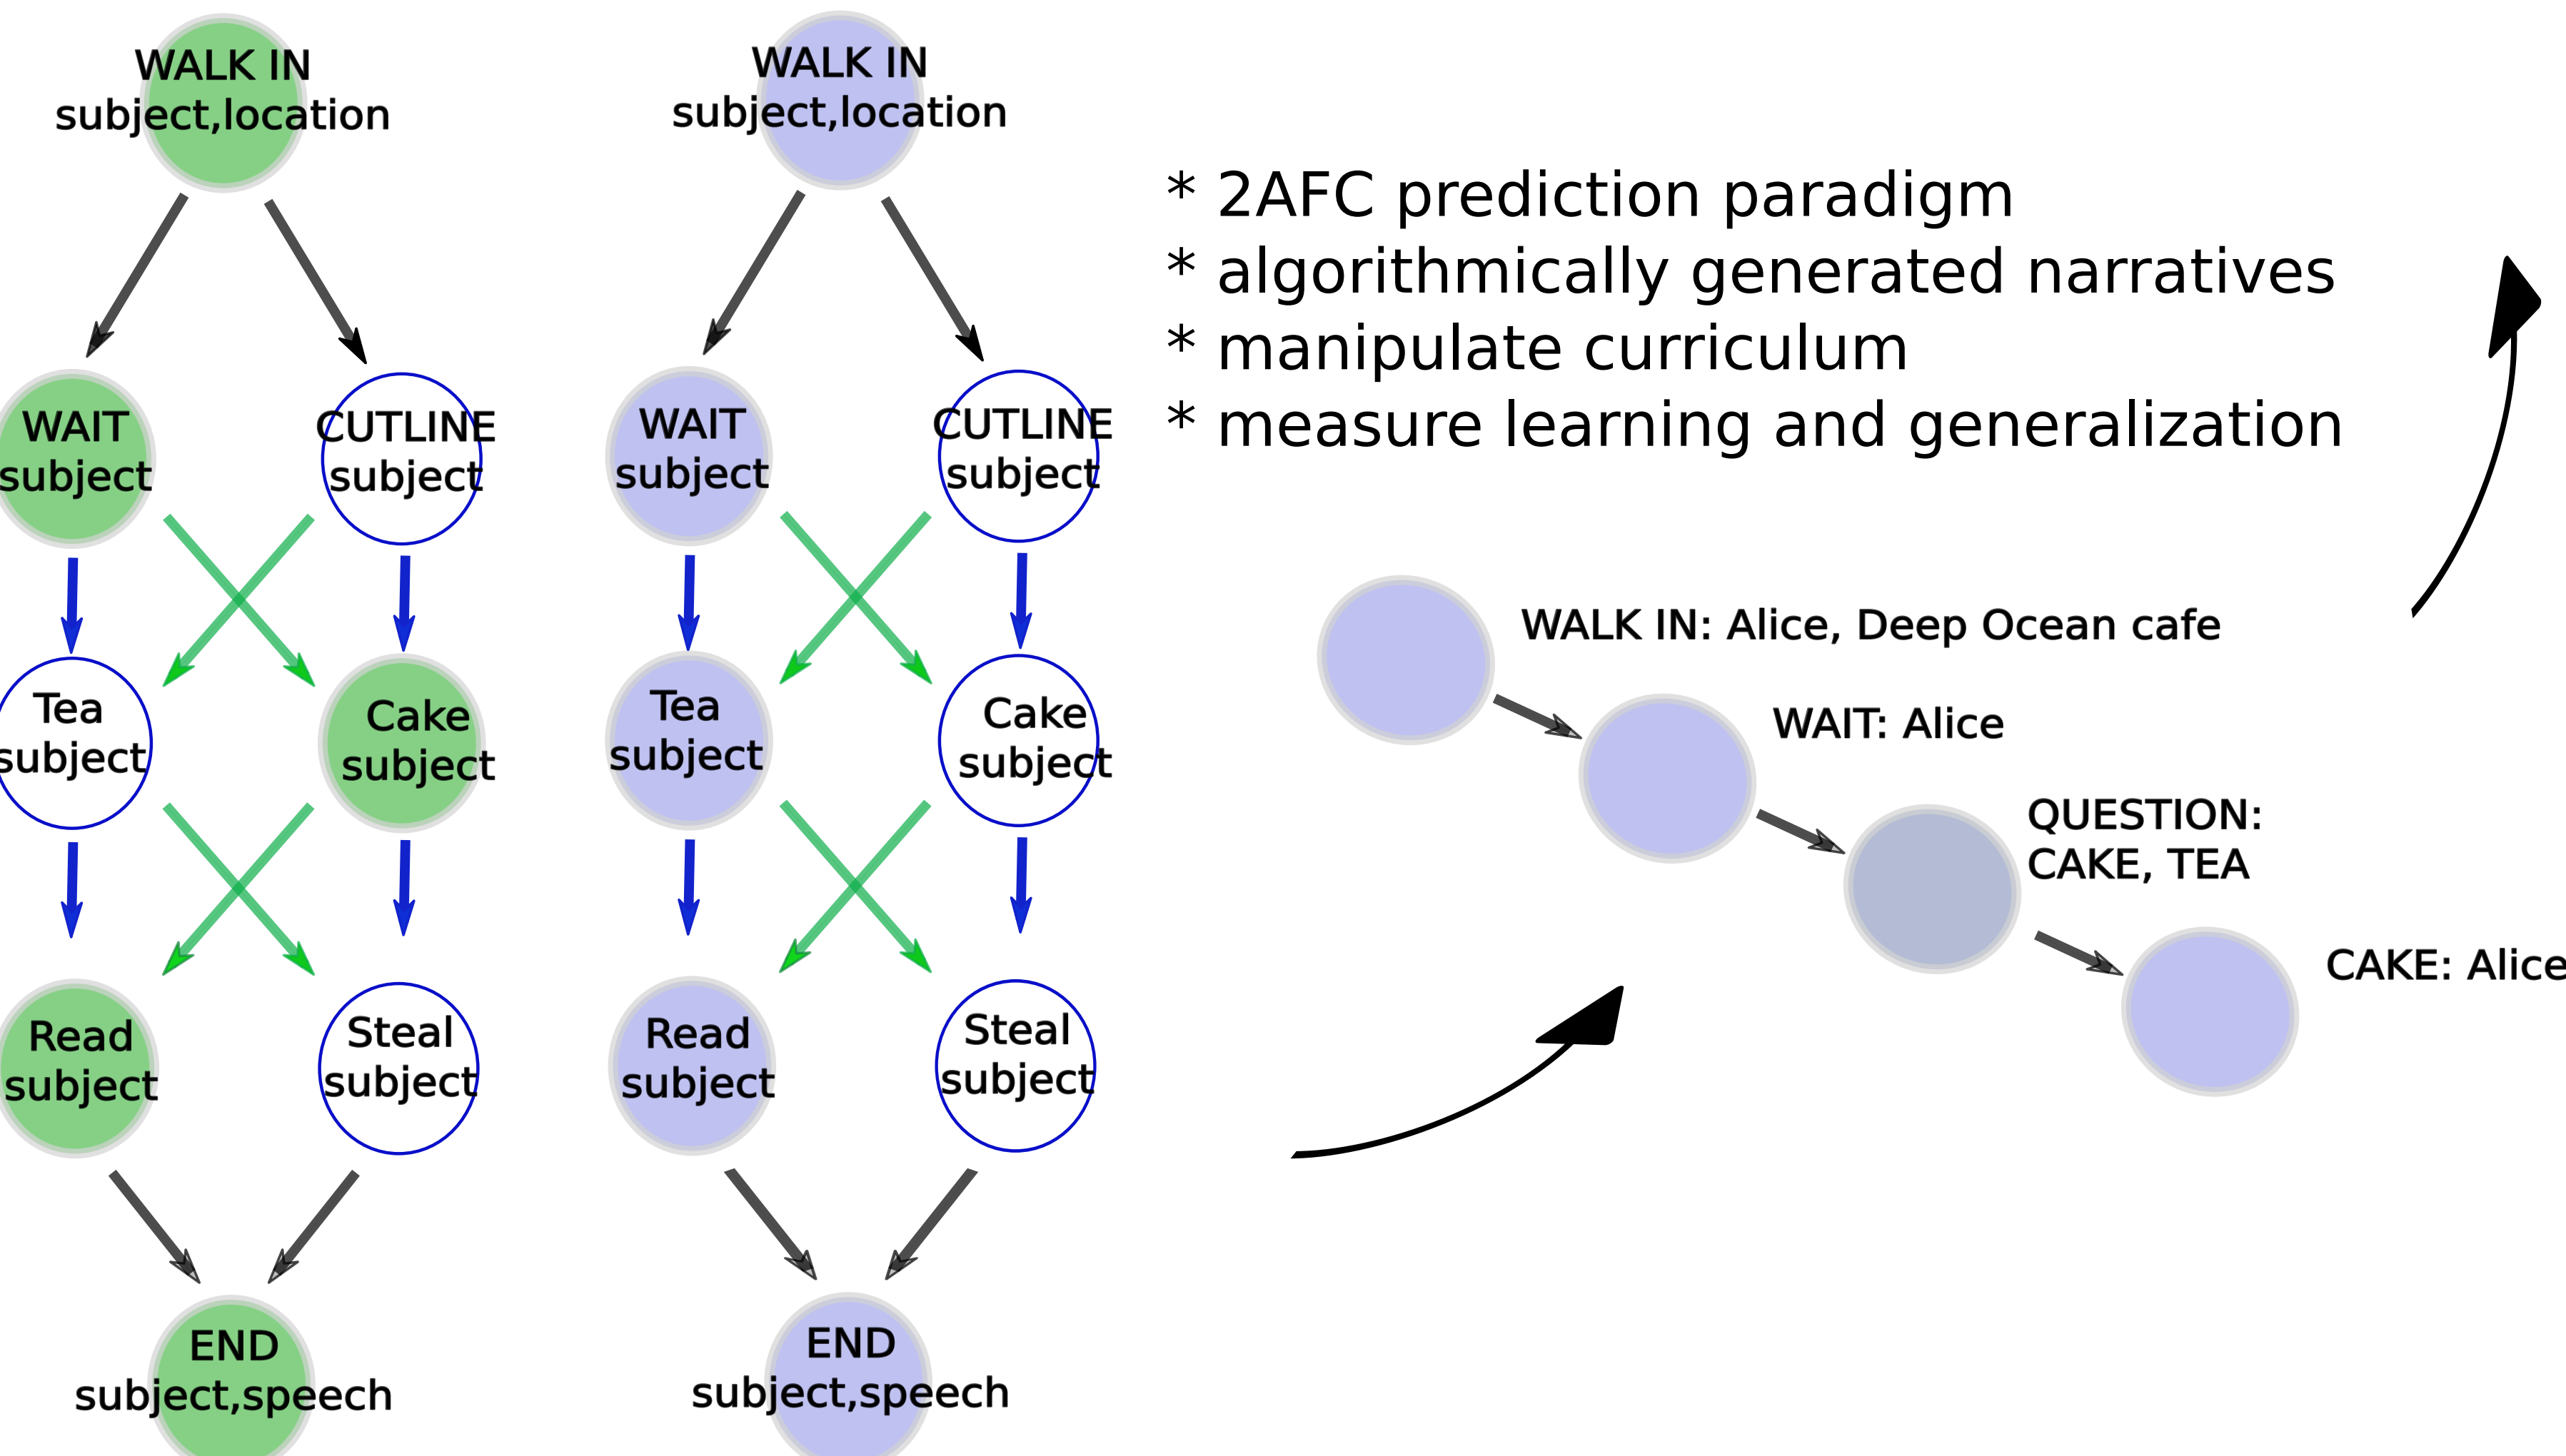 WALK IN
subject,location
WAIT
subject
CUTLINE
subject
Tea
subject
Cake
subject
Read
subject
Steal
subject
END
subject,speech
WALK IN
subject,location
WAIT
subject
CUTLINE
subject
Tea
subject
Cake
subject
Read
subject
Steal
subject
END
subject,speech
* 2AFC prediction paradigm
* algorithmically generated narratives
* manipulate curriculum
* measure learning and generalization
WALK IN: Alice, Deep Ocean cafe
WAIT: Alice
QUESTION:
CAKE, TEA
CAKE: Alice